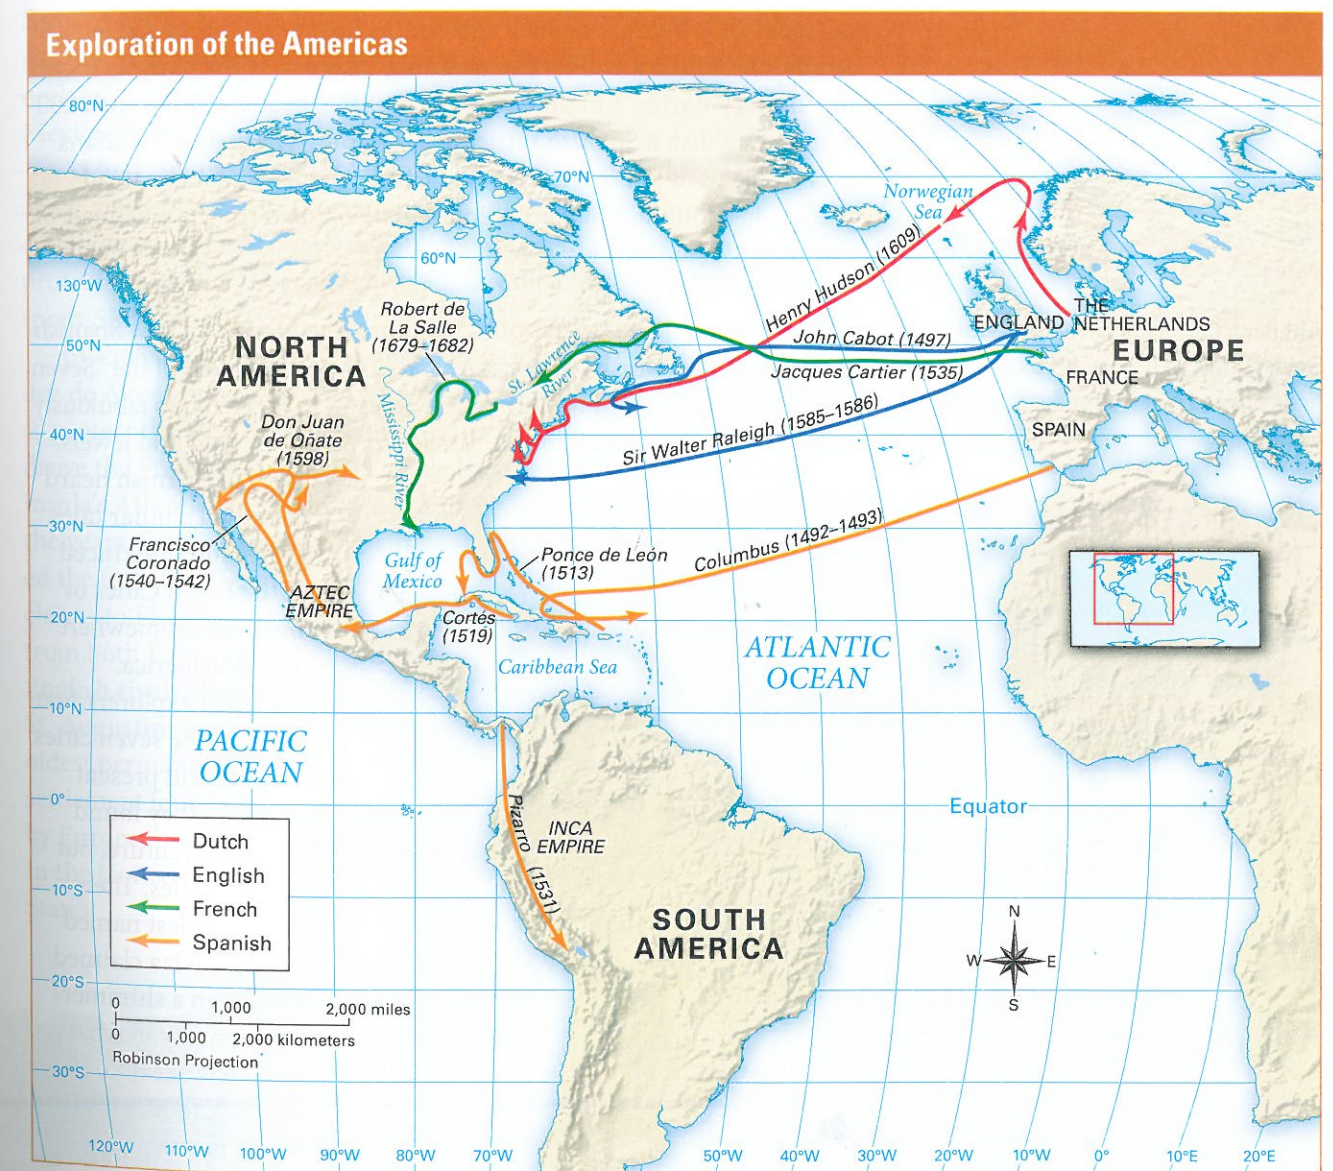 Exploration of the Americas
80°N
70°N
Norwegian
Sea
60°N
130°W
Henry Hudson (1609)
Robert de
La Salle
(1679–1682)
THE
NETHERLANDS
ENGLAND
NORTH
AMERICA
50°N
St. Lawrence
River
John Cabot (1497)
EUROPE
Jacques Cartier (1535)
FRANCE
Mississippi River
Don Juan
de Oñate
(1598)
40°N
Sir Walter Raleigh (1585–1586)
SPAIN
30°N
Francisco
Coronado
(1540–1542)
Gulf of
Mexico
Ponce de León
(1513)
Columbus (1492–1493)
AZTEC
EMPIRE
20°N
Cortés
(1519)
Caribbean Sea
ATLANTIC
OCEAN
10°N
PACIFIC
OCEAN
0°
Equator
Pizarro (1531)
INCA
EMPIRE
Dutch
English
French
Spanish
10°S
SOUTH
AMERICA
N
W
E
S
20°S
0 1,000 2,000 miles
0 1,000 2,000 kilometers
Robinson Projection
30°S
120°W 110°W 100°W 90°W 80°W 70°W 50°W 40°W 30°W 20°W 10°W 0° 10°E 20°E